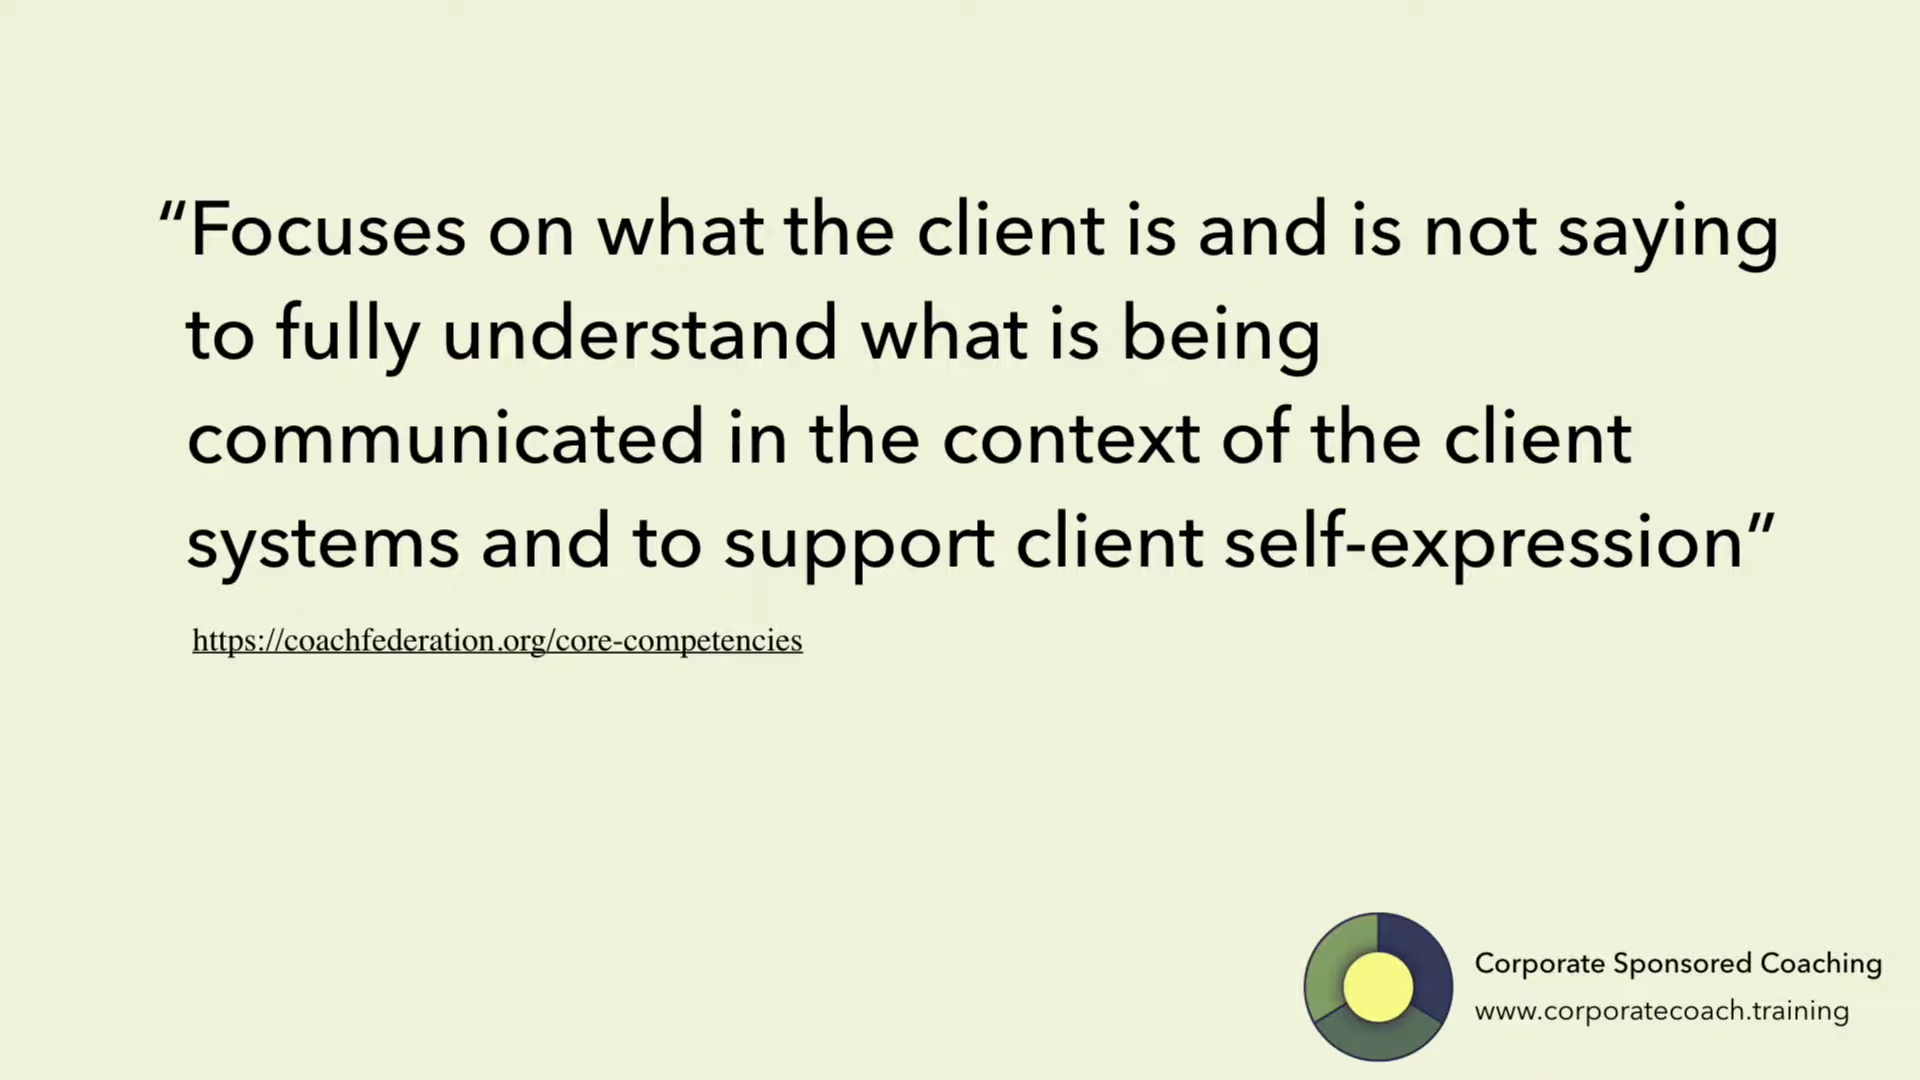 “Focuses on what the client is and is not saying
to fully understand what is being
communicated in the context of the client
systems and to support client self-expression”
https://coachfederation.org/core-competencies
Corporate Sponsored Coaching
www.corporatecoach.training